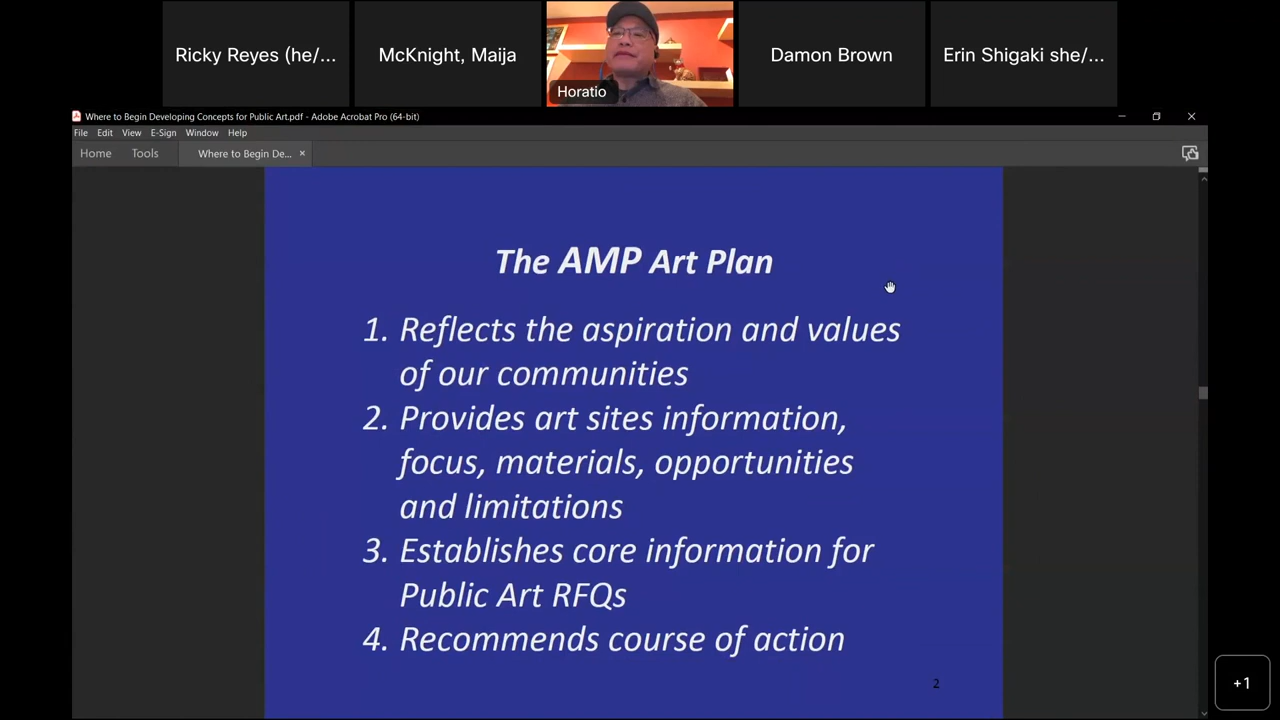 Ricky Reyes (he/...
McKnight, Maija
Horatio
Damon Brown
Erin Shigaki she/...
Where to Begin Developing Concepts for Public Art.pdf - Adobe Acrobat Pro (64-bit)
File Edit View E-Sign Window Help
Home Tools Where to Begin De... ×
The AMP Art Plan
1. Reflects the aspiration and values
of our communities
2. Provides art sites information,
focus, materials, opportunities
and limitations
3. Establishes core information for
Public Art RFQs
4. Recommends course of action
2
+1